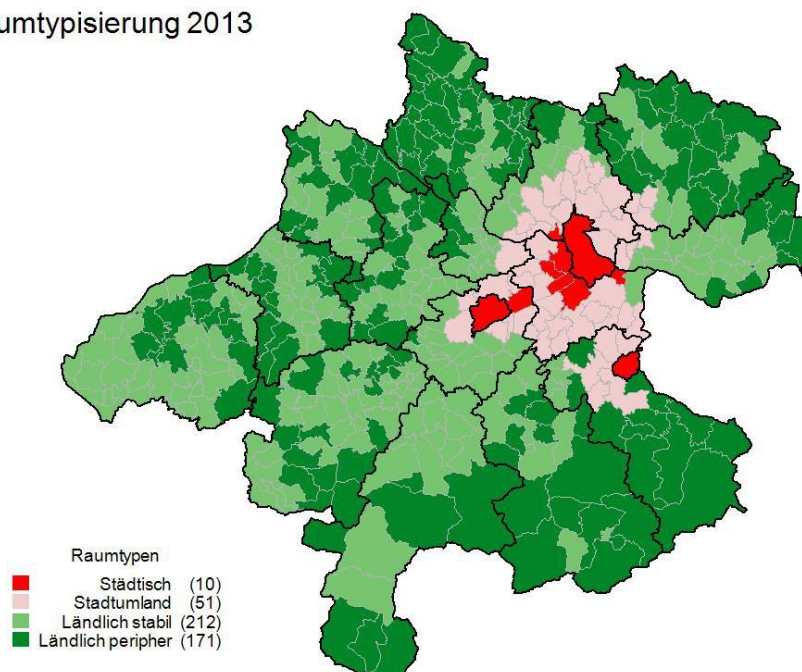 umtypisierung 2013
Raumtypen
Städtisch (10)
Stadtumland (51)
Ländlich stabil (212)
Ländlich peripher (171)